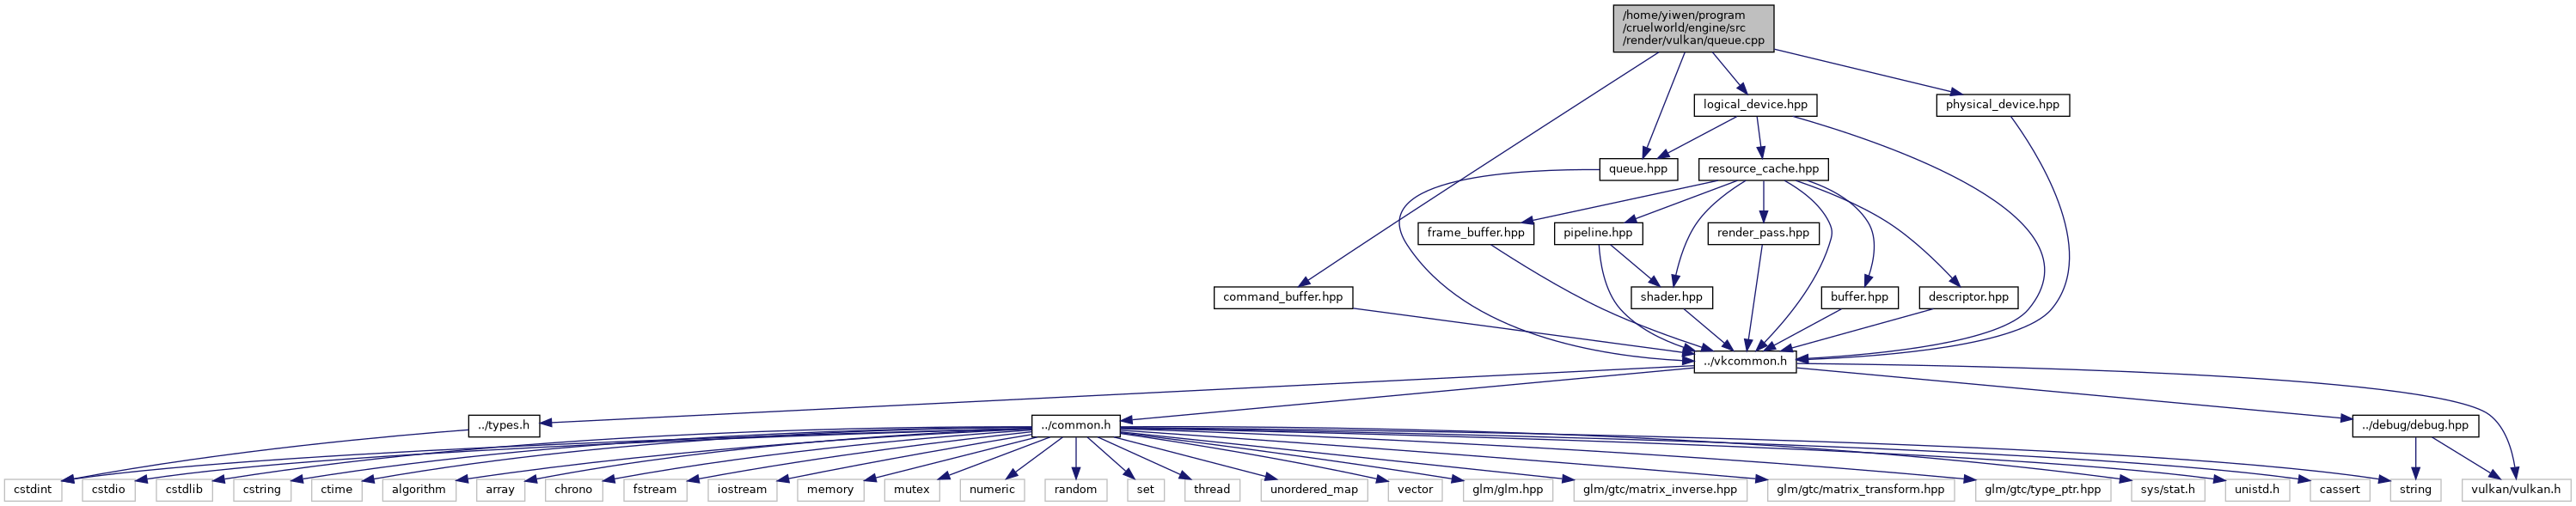 /home/yiwen/program
/cruelworld/engine/src
/render/vulkan/queue.cpp
logical_device.hpp
physical_device.hpp
queue.hpp
resource_cache.hpp
frame_buffer.hpp
pipeline.hpp
render_pass.hpp
command_buffer.hpp
shader.hpp
buffer.hpp
descriptor.hpp
../vkcommon.h
../types.h
../common.h
../debug/debug.hpp
cstdint
cstdio
cstdlib
cstring
ctime
algorithm
array
chrono
fstream
iostream
memory
mutex
numeric
random
set
thread
unordered_map
vector
glm/glm.hpp
glm/gtc/matrix_inverse.hpp
glm/gtc/matrix_transform.hpp
glm/gtc/type_ptr.hpp
sys/stat.h
unistd.h
cassert
string
vulkan/vulkan.h